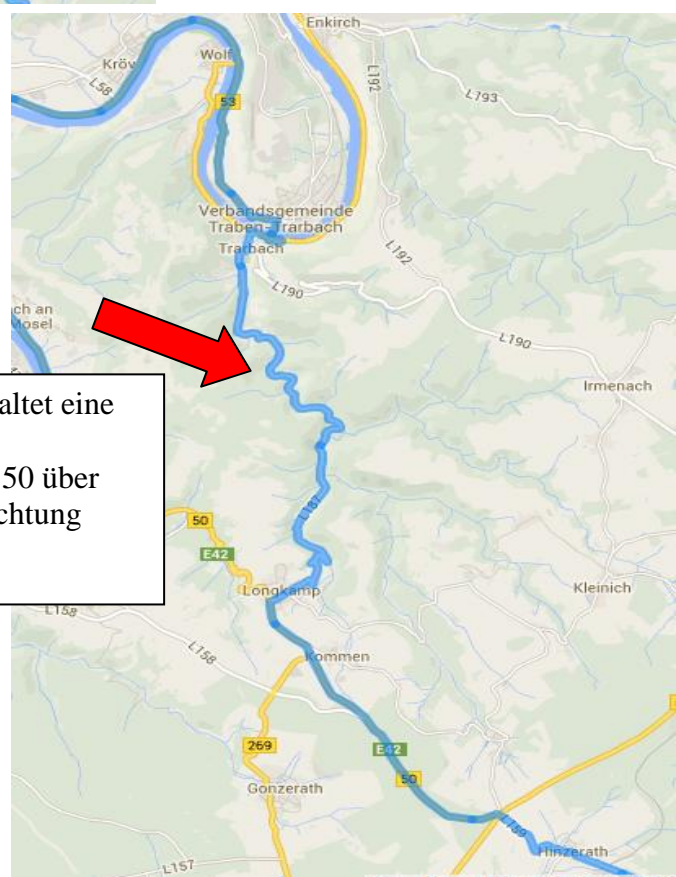 Enkirch
Wolf
Kröv
L58
53
L192
L793
Verbandsgemeinde
Traben-Trarbach
Trarbach
L192
L190
ch an
Mosel
L190
Irmenach
altet eine
50 über
chtung
L187
50
E42
Longkamp
Kleinich
L158
L158
Kommen
269
E42
50
Gonzerath
L159
Hinzerath
L157